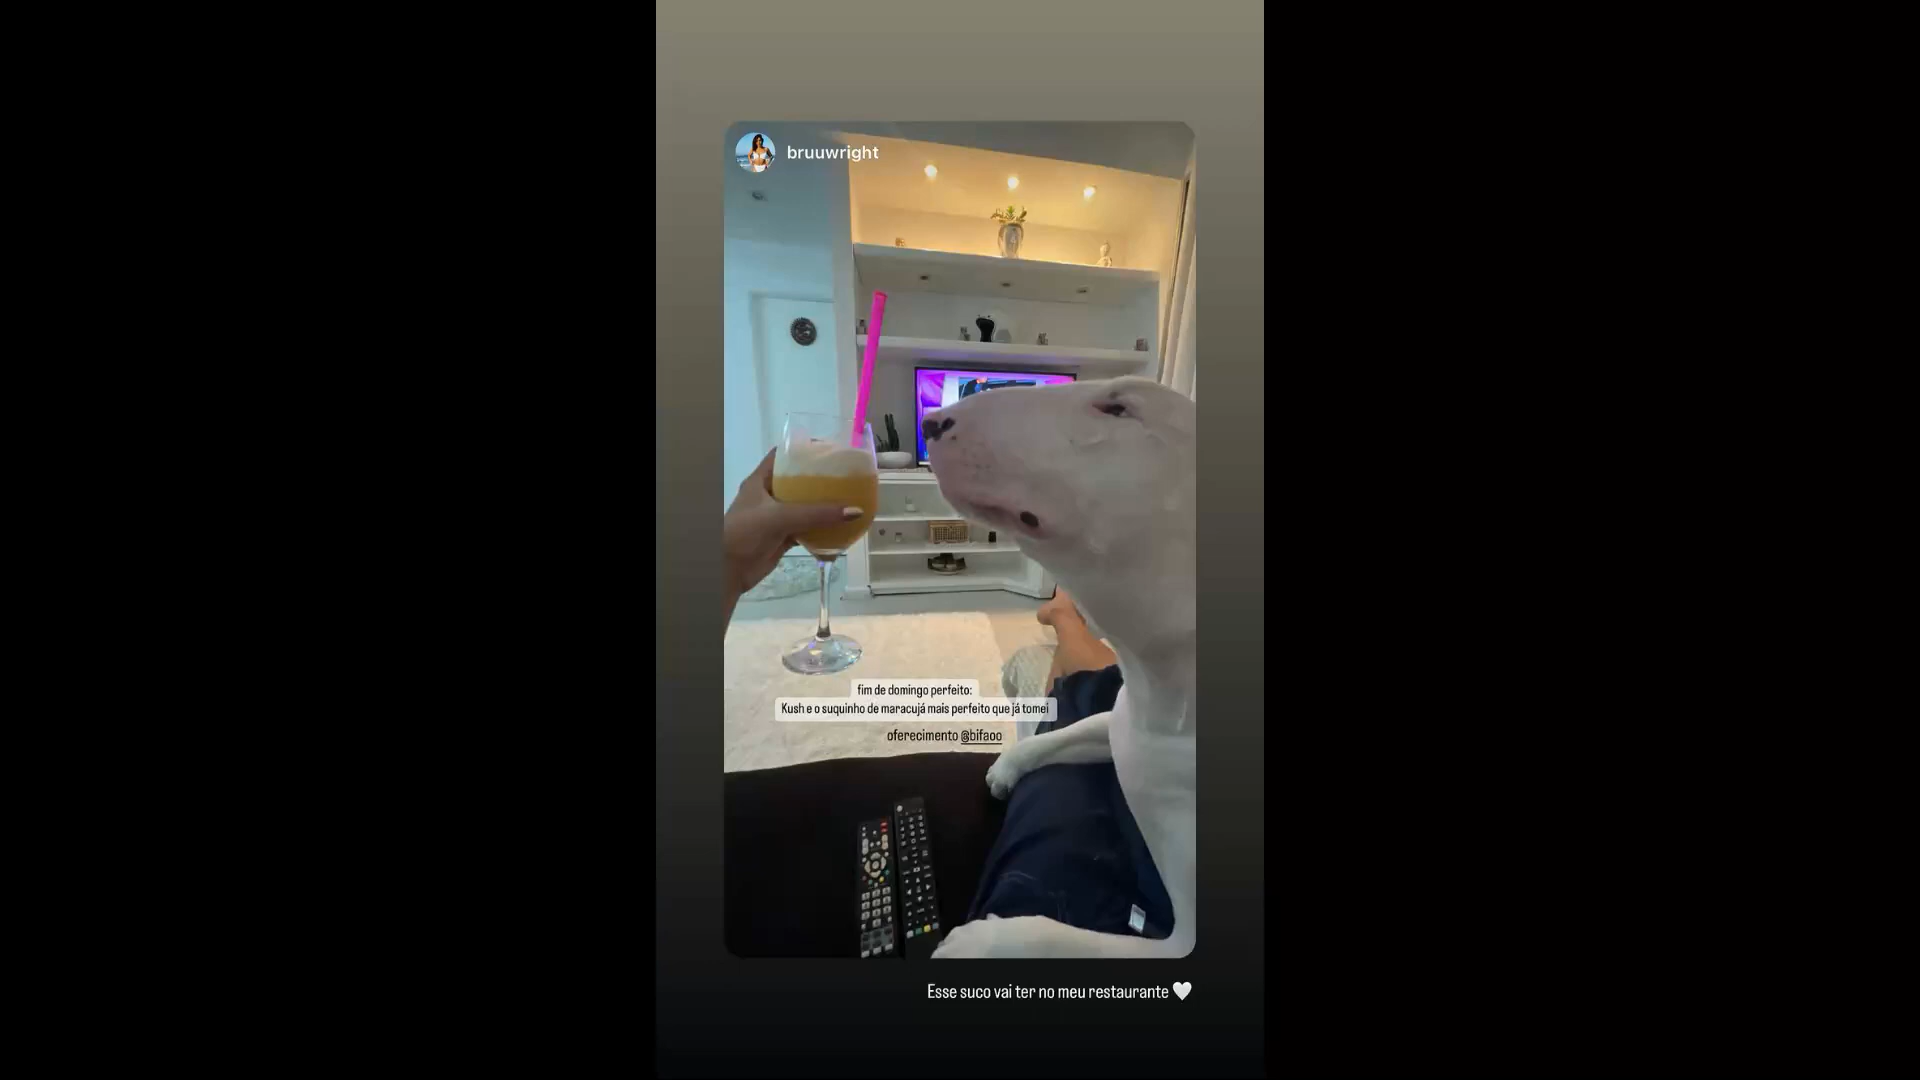 bruuwright
fim de domingo perfeito:
Kush e o suquinho de maracujá mais perfeito que já tomei
oferecimento @bifaoo
Esse suco vai ter no meu restaurante 🤍